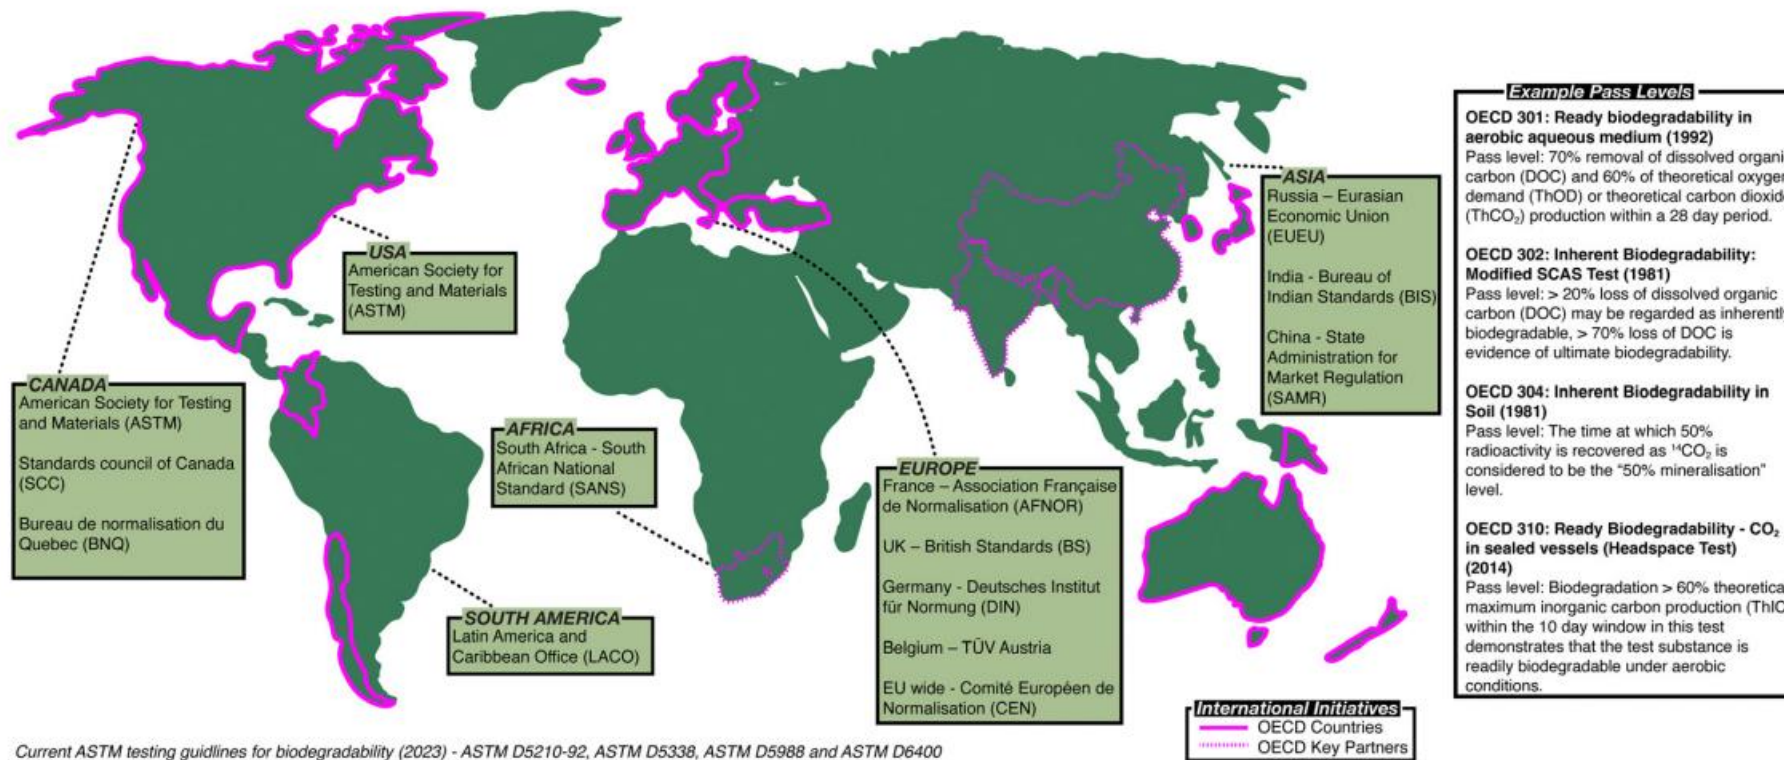 CANADA
American Society for Testing
and Materials (ASTM)
Standards council of Canada
(SCC)
Bureau de normalisation du
Quebec (BNQ)
USA
American Society for
Testing and Materials
(ASTM)
SOUTH AMERICA
Latin America and
Caribbean Office (LACO)
AFRICA
South Africa - South
African National
Standard (SANS)
EUROPE
France – Association Française
de Normalisation (AFNOR)
UK – British Standards (BS)
Germany - Deutsches Institut
für Normung (DIN)
Belgium – TÜV Austria
EU wide - Comité Européen de
Normalisation (CEN)
ASIA
Russia – Eurasian
Economic Union
(EUEU)
India - Bureau of
Indian Standards (BIS)
China - State
Administration for
Market Regulation
(SAMR)
Example Pass Levels
OECD 301: Ready biodegradability in
aerobic aqueous medium (1992)
Pass level: 70% removal of dissolved organi
carbon (DOC) and 60% of theoretical oxygen
demand (ThOD) or theoretical carbon dioxide
(ThCO₂) production within a 28 day period.
OECD 302: Inherent Biodegradability:
Modified SCAS Test (1981)
Pass level: > 20% loss of dissolved organic
carbon (DOC) may be regarded as inherently
biodegradable, > 70% loss of DOC is
evidence of ultimate biodegradability.
OECD 304: Inherent Biodegradability in
Soil (1981)
Pass level: The time at which 50%
radioactivity is recovered as ¹⁴CO₂ is
considered to be the “50% mineralisation”
level.
OECD 310: Ready Biodegradability - CO₂
in sealed vessels (Headspace Test)
(2014)
Pass level: Biodegradation > 60% theoretica
maximum inorganic carbon production (ThIC
within the 10 day window in this test
demonstrates that the test substance is
readily biodegradable under aerobic
conditions.
International Initiatives
OECD Countries
OECD Key Partners
Current ASTM testing guidlines for biodegradability (2023) - ASTM D5210-92, ASTM D5338, ASTM D5988 and ASTM D6400